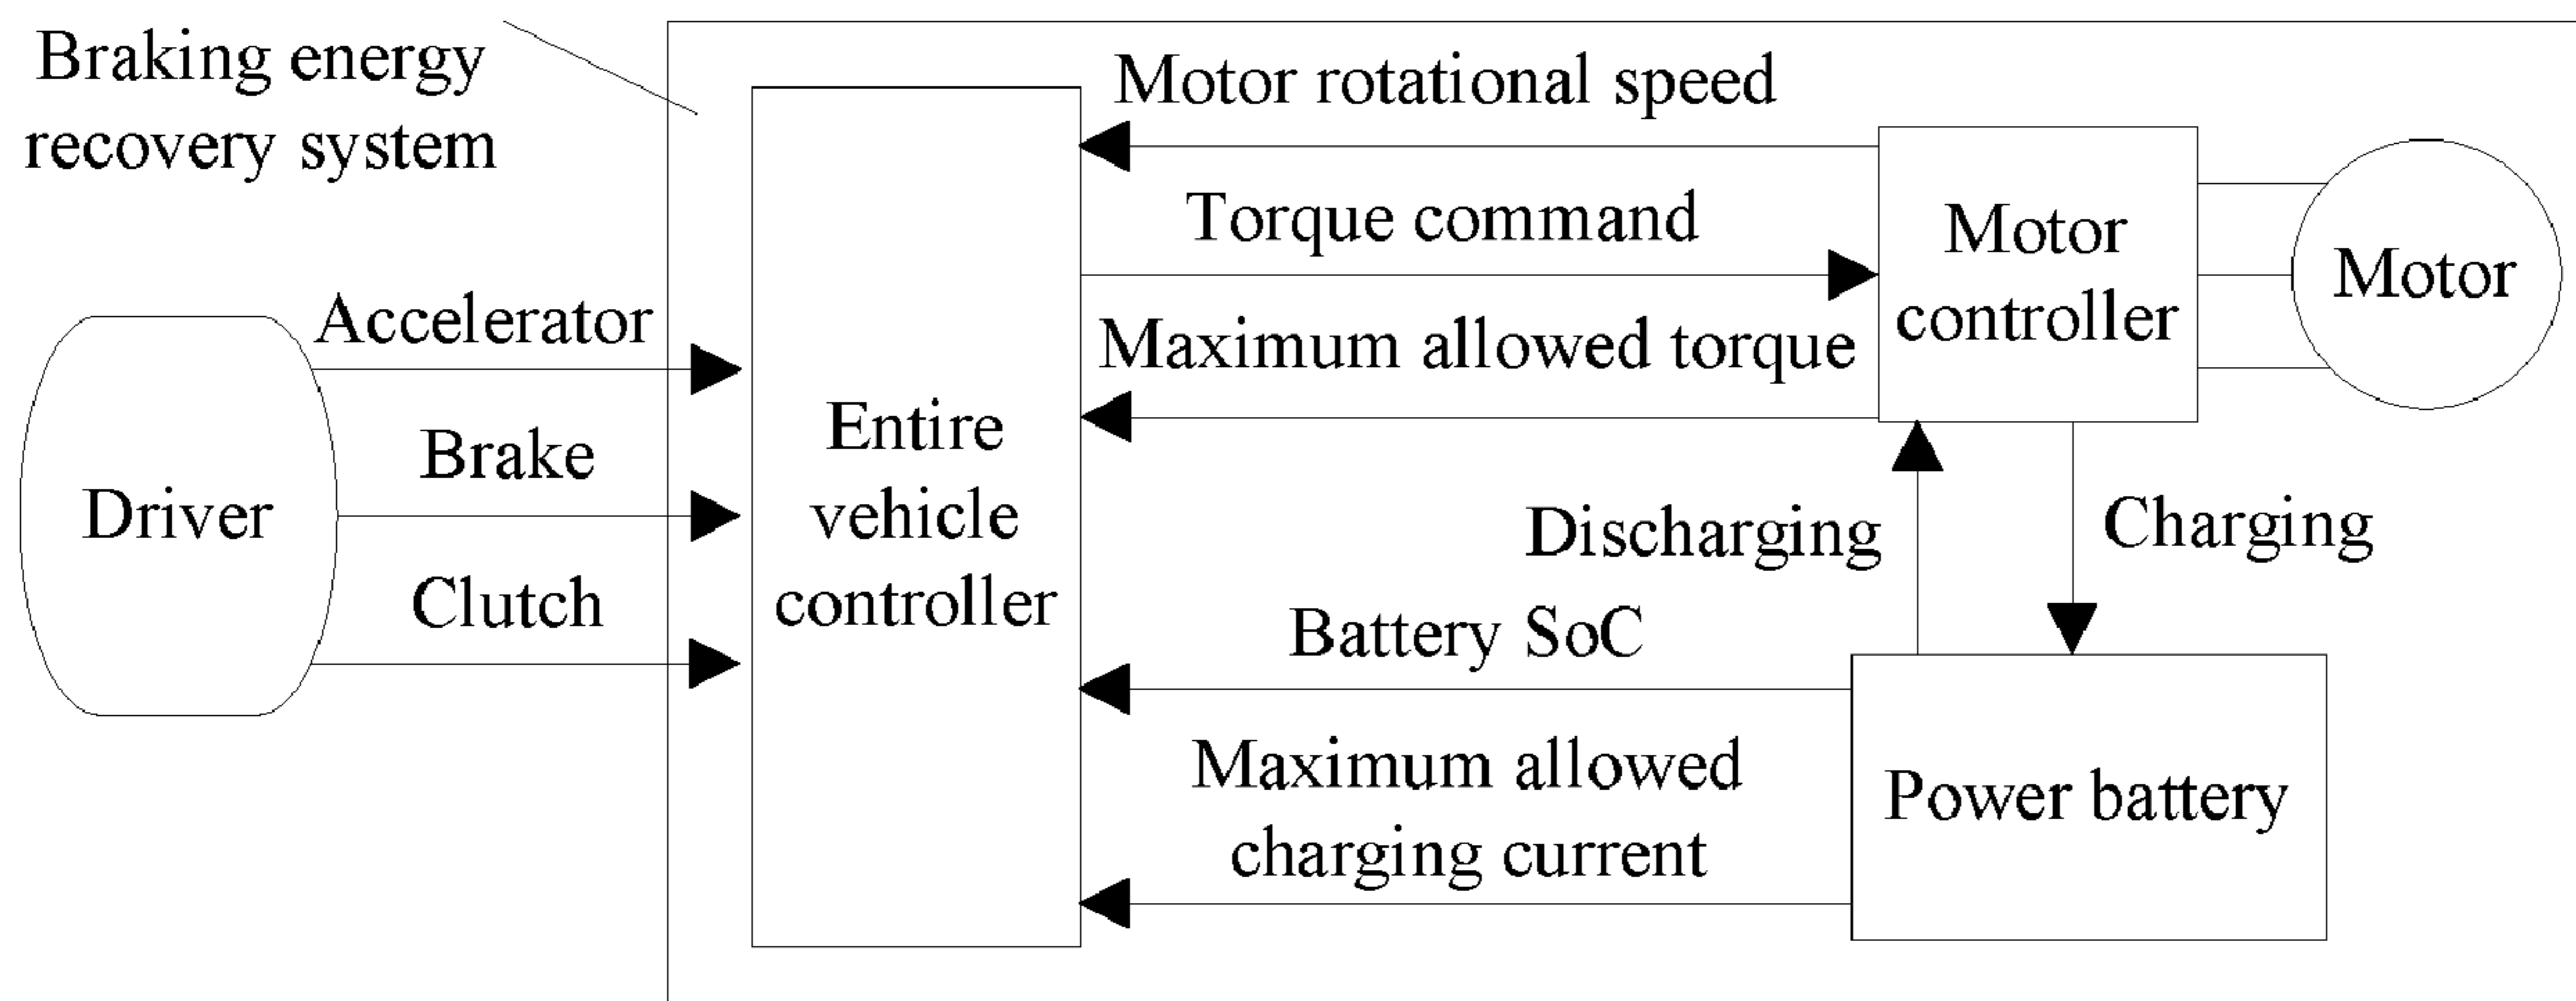 Braking energy
recovery system
Motor rotational speed
Torque command
Maximum allowed torque
Motor
controller
Motor
Accelerator
Brake
Clutch
Driver
Entire
vehicle
controller
Discharging
Charging
Battery SoC
Maximum allowed
charging current
Power battery